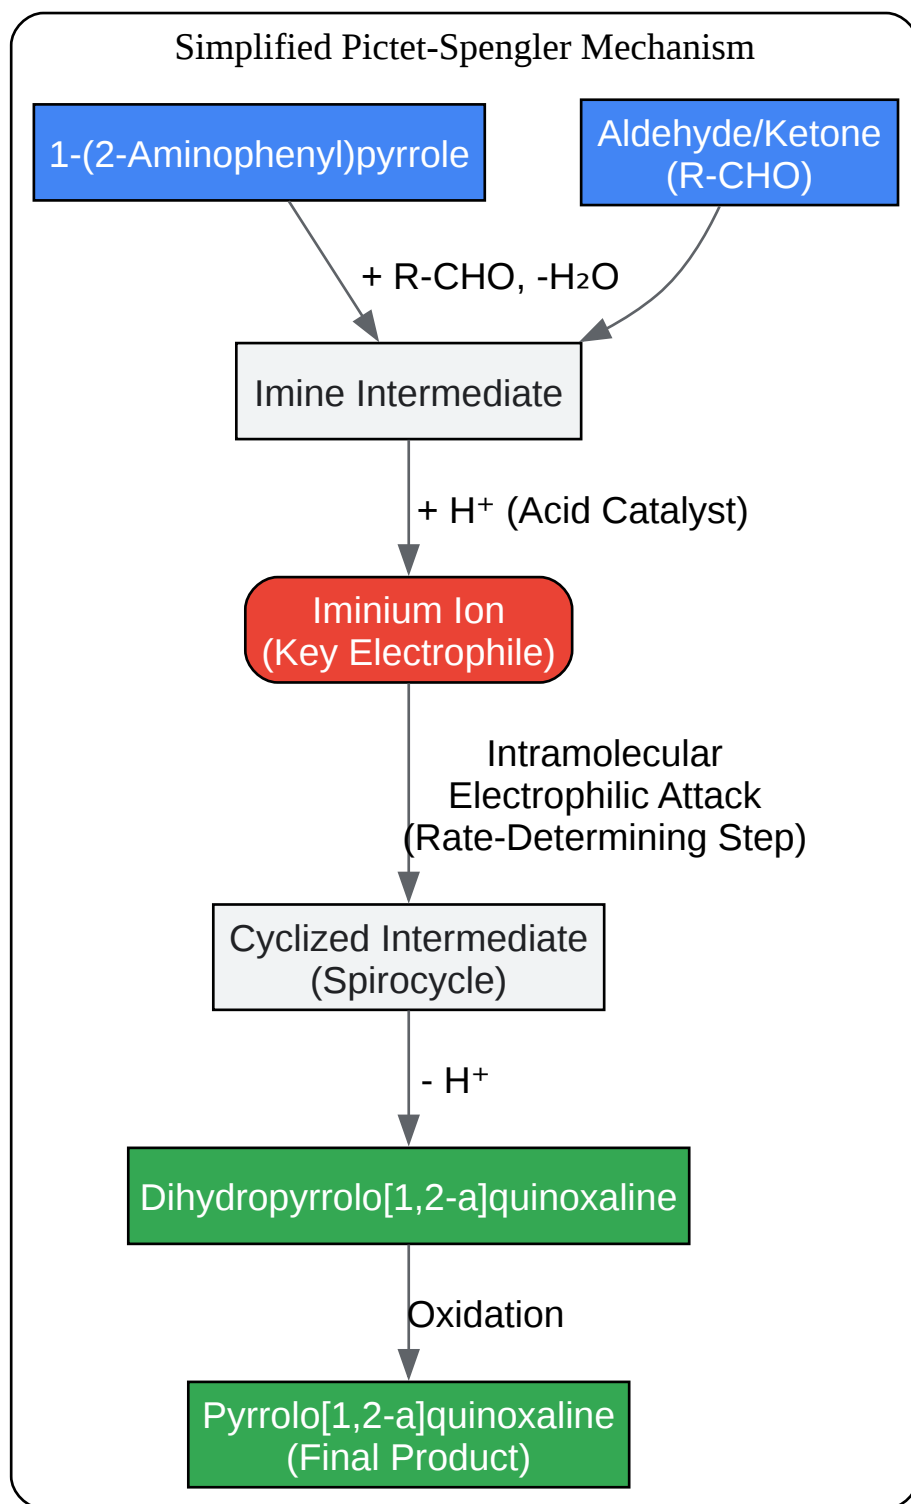 Simplified Pictet-Spengler Mechanism
1-(2-Aminophenyl)pyrrole
Aldehyde/Ketone
(R-CHO)
+ R-CHO, -H₂O
Imine Intermediate
+ H⁺ (Acid Catalyst)
Iminium Ion
(Key Electrophile)
Intramolecular
Electrophilic Attack
(Rate-Determining Step)
Cyclized Intermediate
(Spirocycle)
- H⁺
Dihydropyrrolo[1,2-a]quinoxaline
Oxidation
Pyrrolo[1,2-a]quinoxaline
(Final Product)